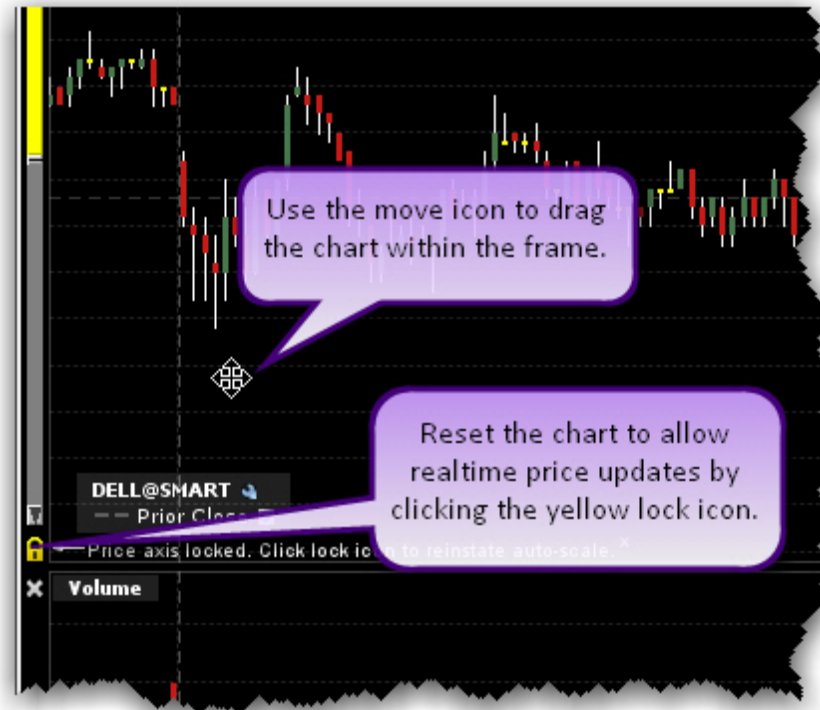 Use the move icon to drag
the chart within the frame.
Reset the chart to allow
realtime price updates by
clicking the yellow lock icon.
DELL@SMART
Prior Close
Price axis locked. Click lock icon to reinstate auto-scale. x
Volume